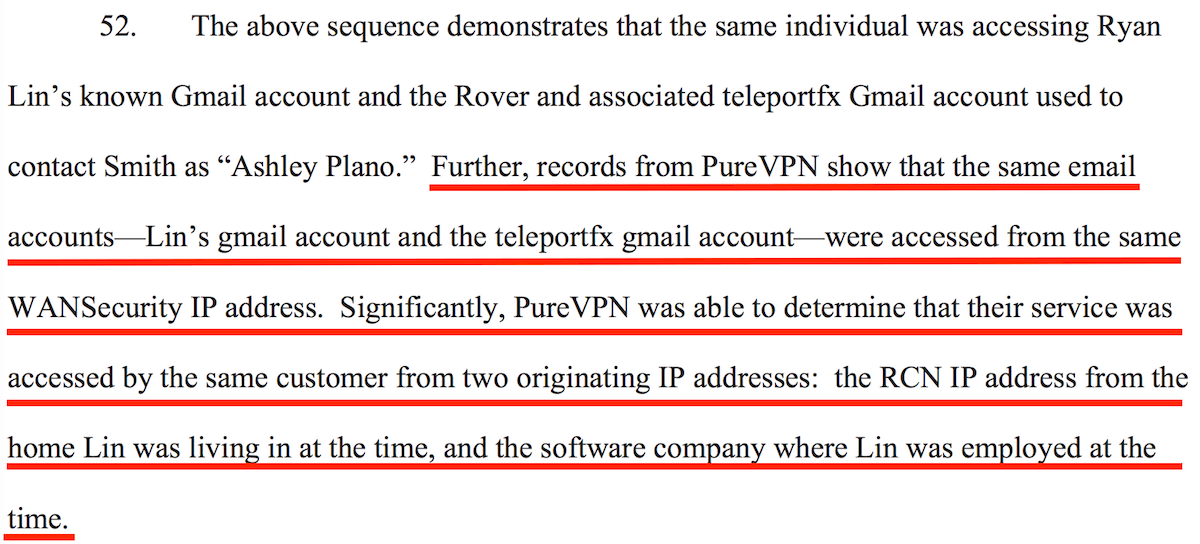 52. The above sequence demonstrates that the same individual was accessing Ryan
Lin’s known Gmail account and the Rover and associated teleportfx Gmail account used to
contact Smith as “Ashley Plano.” Further, records from PureVPN show that the same email
accounts—Lin’s gmail account and the teleportfx gmail account—were accessed from the same
WANSecurity IP address. Significantly, PureVPN was able to determine that their service was
accessed by the same customer from two originating IP addresses: the RCN IP address from the
home Lin was living in at the time, and the software company where Lin was employed at the
time.